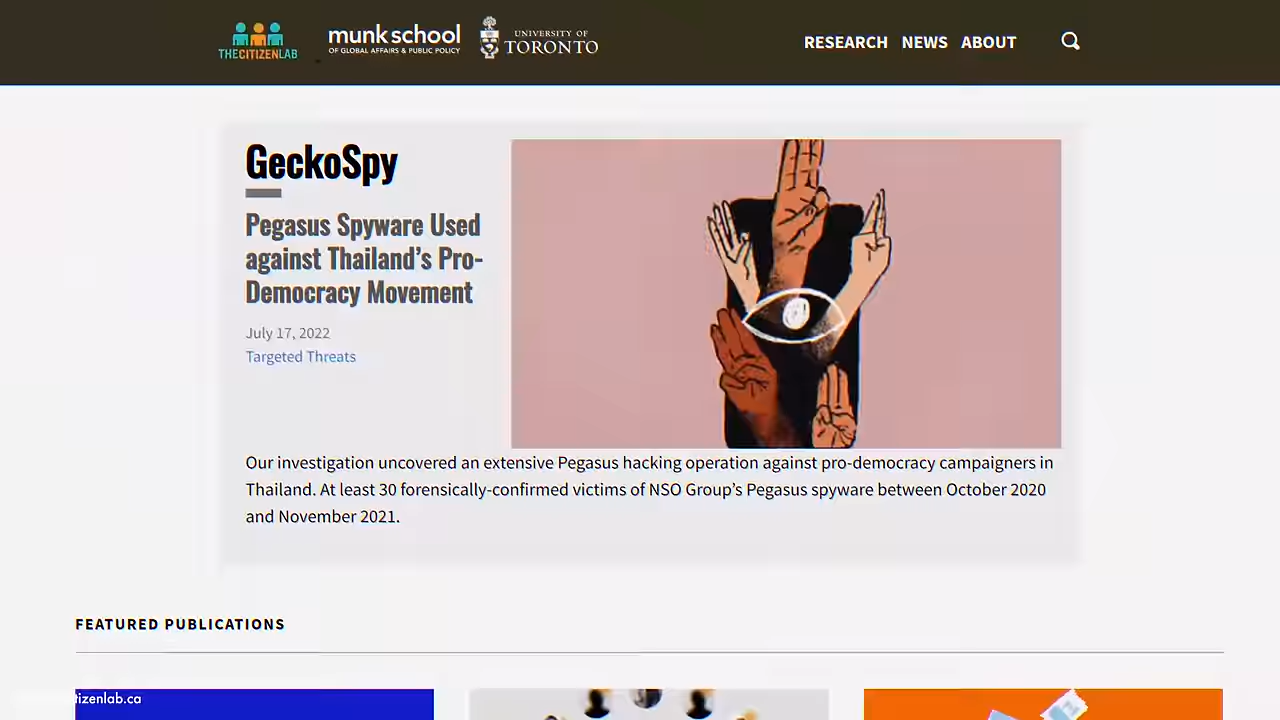 THECITIZENLAB
munk school
OF GLOBAL AFFAIRS & PUBLIC POLICY
UNIVERSITY OF
TORONTO
RESEARCH NEWS ABOUT
GeckoSpy
Pegasus Spyware Used
against Thailand's Pro-
Democracy Movement
July 17, 2022
Targeted Threats
Our investigation uncovered an extensive Pegasus hacking operation against pro-democracy campaigners in
Thailand. At least 30 forensically-confirmed victims of NSO Group's Pegasus spyware between October 2020
and November 2021.
FEATURED PUBLICATIONS
tizenlab.ca